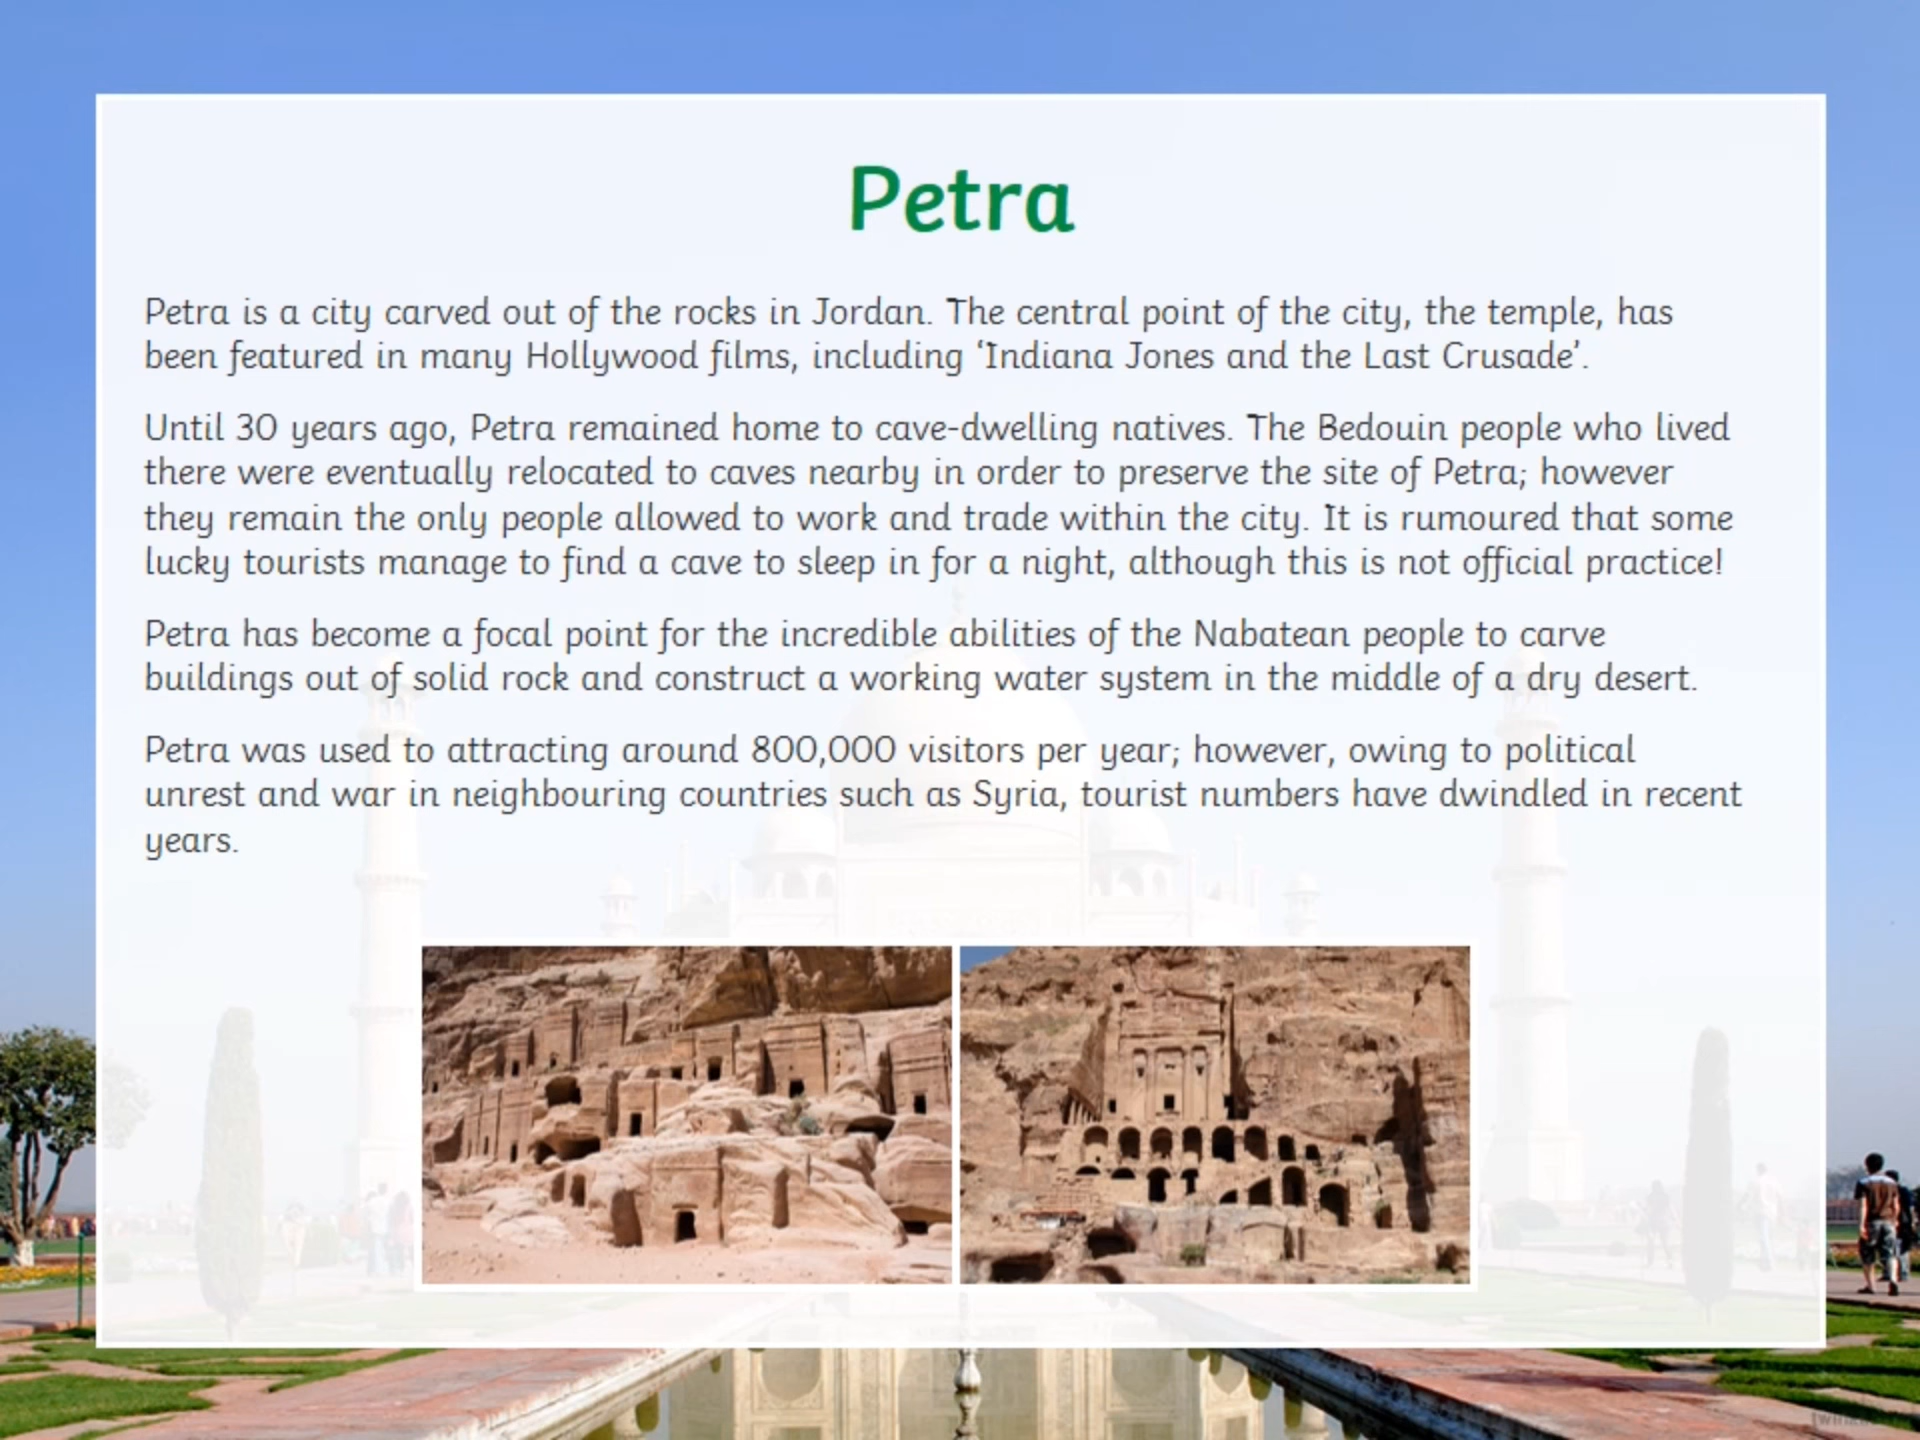 Petra
Petra is a city carved out of the rocks in Jordan. The central point of the city, the temple, has
been featured in many Hollywood films, including ‘Indiana Jones and the Last Crusade’.
Until 30 years ago, Petra remained home to cave-dwelling natives. The Bedouin people who lived
there were eventually relocated to caves nearby in order to preserve the site of Petra; however
they remain the only people allowed to work and trade within the city. It is rumoured that some
lucky tourists manage to find a cave to sleep in for a night, although this is not official practice!
Petra has become a focal point for the incredible abilities of the Nabatean people to carve
buildings out of solid rock and construct a working water system in the middle of a dry desert.
Petra was used to attracting around 800,000 visitors per year; however, owing to political
unrest and war in neighbouring countries such as Syria, tourist numbers have dwindled in recent
years.